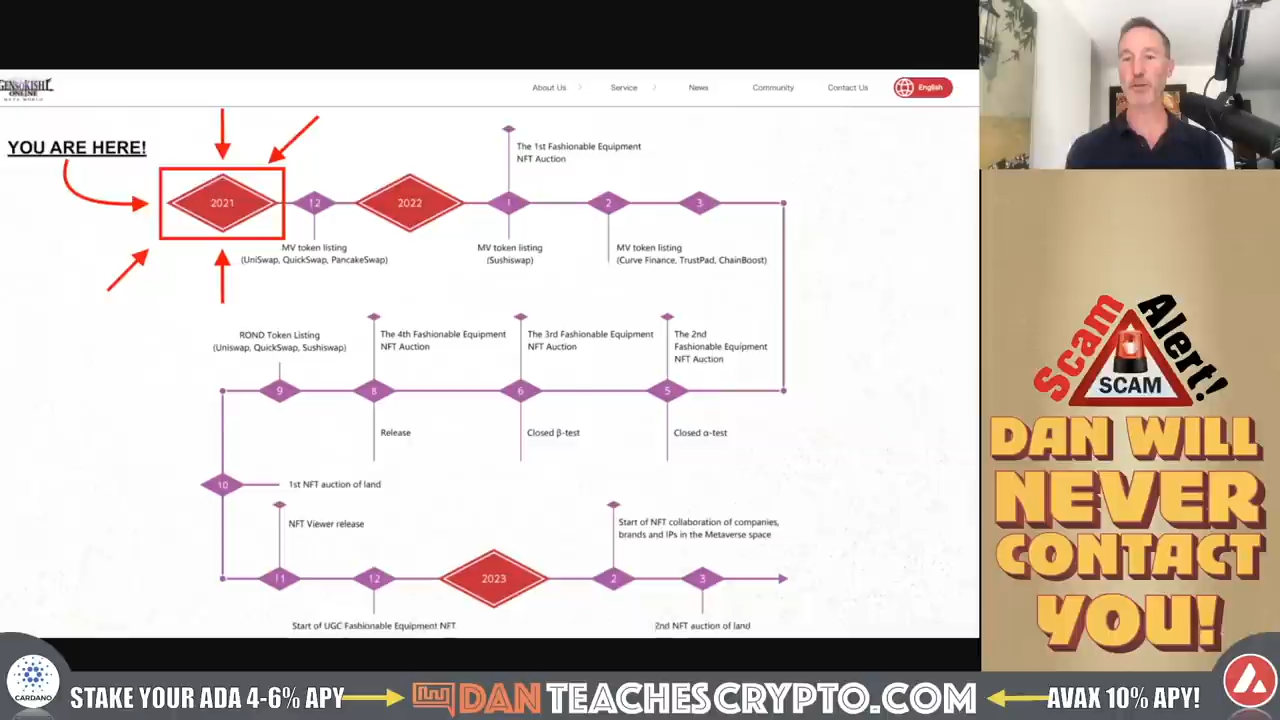 GENSOKISHI
ONLINE
META WORLD
About Us
Service
News
Community
Contact Us
English
YOU ARE HERE!
The 1st Fashionable Equipment
NFT Auction
2021
12
2022
1
2
3
MV token listing
(UniSwap, QuickSwap, PancakeSwap)
MV token listing
(Sushiswap)
MV token listing
(Curve Finance, TrustPad, ChainBoost)
ROND Token Listing
(Uniswap, QuickSwap, Sushiswap)
The 4th Fashionable Equipment
NFT Auction
The 3rd Fashionable Equipment
NFT Auction
The 2nd
Fashionable Equipment
NFT Auction
9
8
6
5
Release
Closed β-test
Closed α-test
10
1st NFT auction of land
NFT Viewer release
Start of NFT collaboration of companies,
brands and IPs in the Metaverse space
11
12
2023
2
3
Start of UGC Fashionable Equipment NFT
2nd NFT auction of land
Scam Alert!
SCAM
DAN WILL
NEVER
CONTACT
YOU!
CARDANO
STAKE YOUR ADA 4-6% APY
DANTEACHESCRYPTO.COM
AVAX 10% APY!